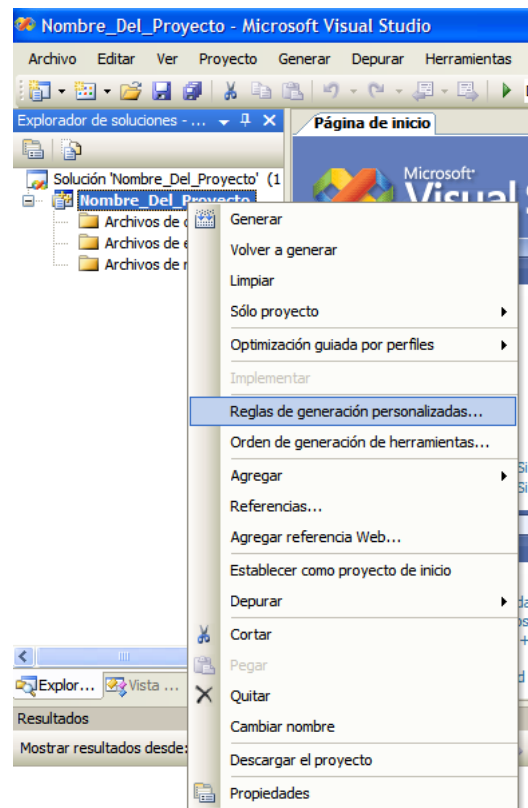 Nombre_Del_Proyecto - Microsoft Visual Studio
Archivo Editar Ver Proyecto Generar Depurar Herramientas
Explorador de soluciones - ...
Página de inicio
Solución 'Nombre_Del_Proyecto' (1
Microsoft
Visual S
Nombre_Del_Proyecto
Archivos de
Archivos de
Archivos de
Generar
Volver a generar
Limpiar
Sólo proyecto
Optimización guiada por perfiles
Implementar
Reglas de generación personalizadas...
Orden de generación de herramientas...
Agregar
Referencias...
Agregar referencia Web...
Establecer como proyecto de inicio
Depurar
Cortar
Pegar
Quitar
Cambiar nombre
Descargar el proyecto
Propiedades
Explor... Vista ...
Resultados
Mostrar resultados desde: